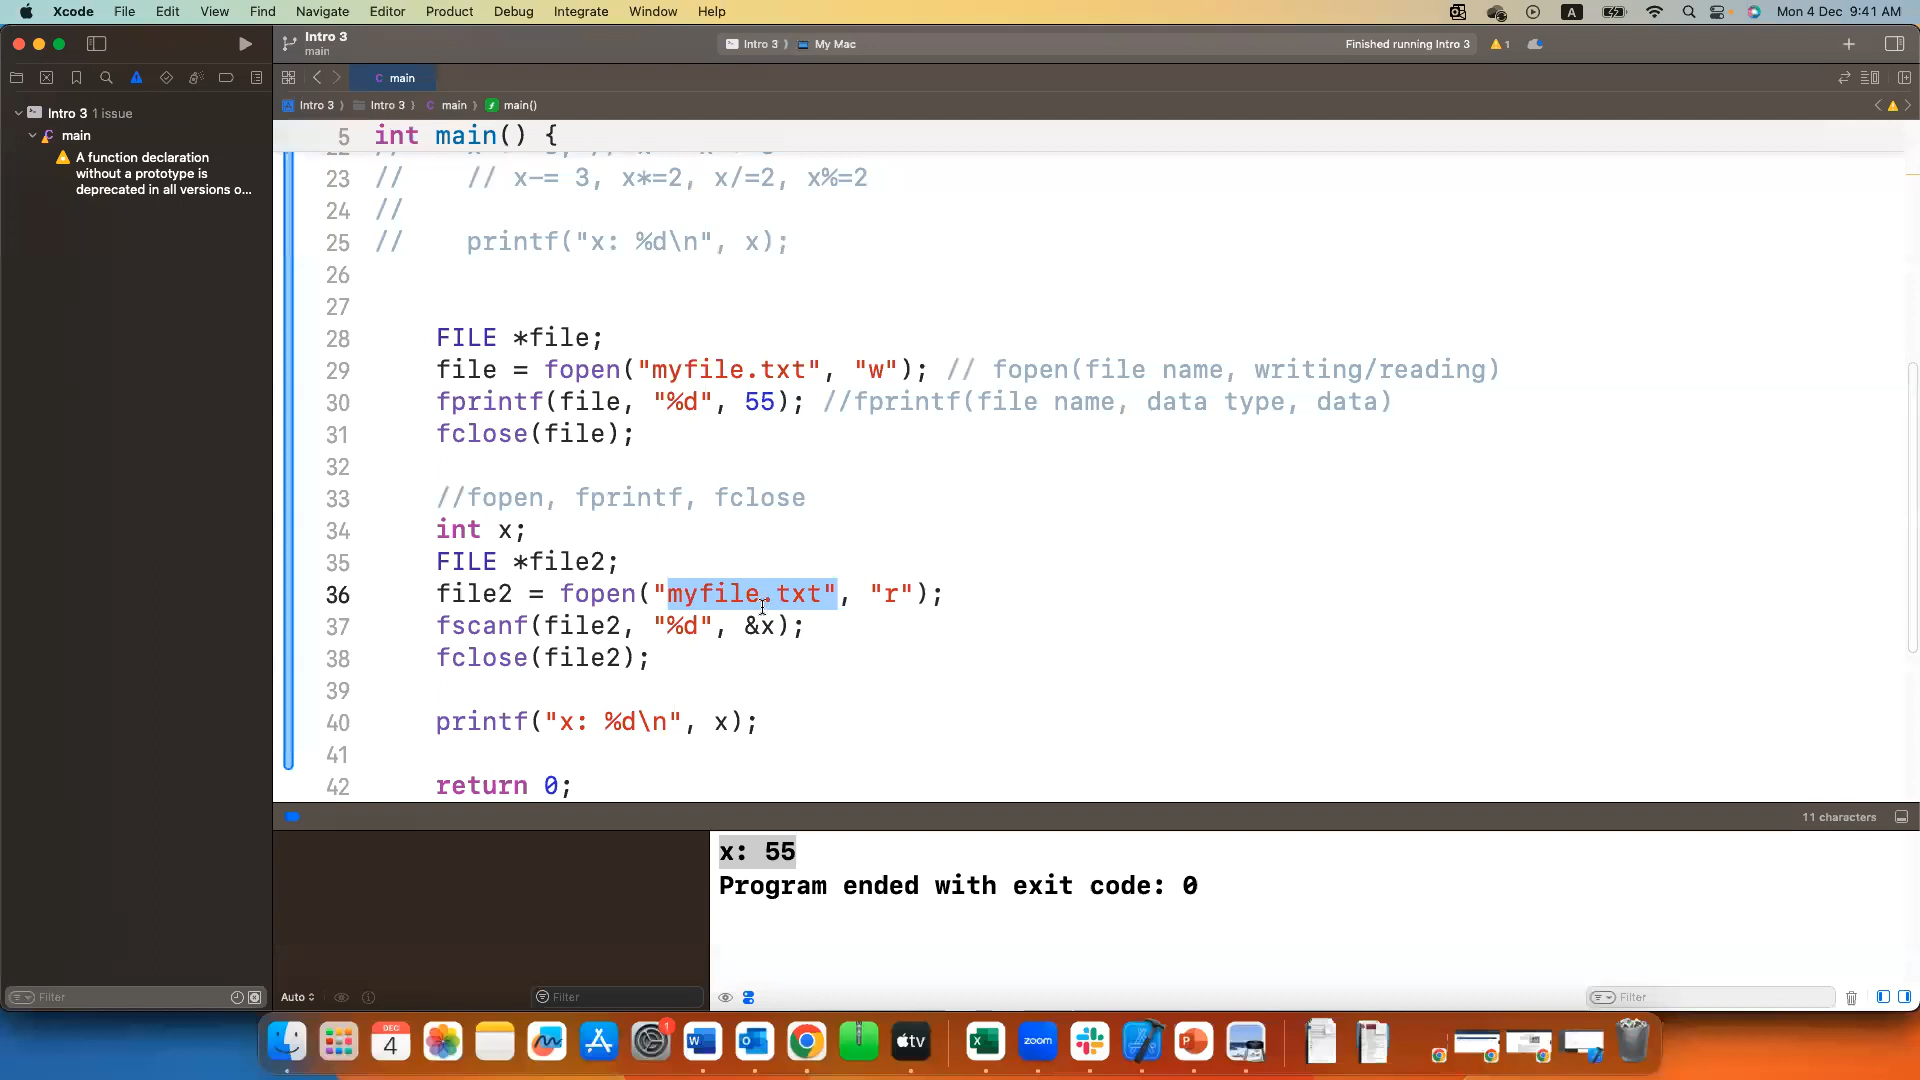 Xcode File Edit View Find Navigate Editor Product Debug Integrate Window Help A Mon 4 Dec 9:41 AM
Intro 3
main
Intro 3 My Mac Finished running Intro 3 1
C main
Intro 3 Intro 3 C main main()
Intro 3 1 issue
main
A function declaration
without a prototype is
deprecated in all versions o...
5 int main() {
23 // // x-= 3, x*=2, x/=2, x%=2
24 //
25 // printf("x: %d\n", x);
26
27
28 FILE *file;
29 file = fopen("myfile.txt", "w"); // fopen(file name, writing/reading)
30 fprintf(file, "%d", 55); //fprintf(file name, data type, data)
31 fclose(file);
32
33 //fopen, fprintf, fclose
34 int x;
35 FILE *file2;
36 file2 = fopen("myfile.txt", "r");
37 fscanf(file2, "%d", &x);
38 fclose(file2);
39
40 printf("x: %d\n", x);
41
42 return 0;
11 characters
x: 55
Program ended with exit code: 0
Filter Auto Filter Filter
DEC
4
1
W
tv
X
zoom
P